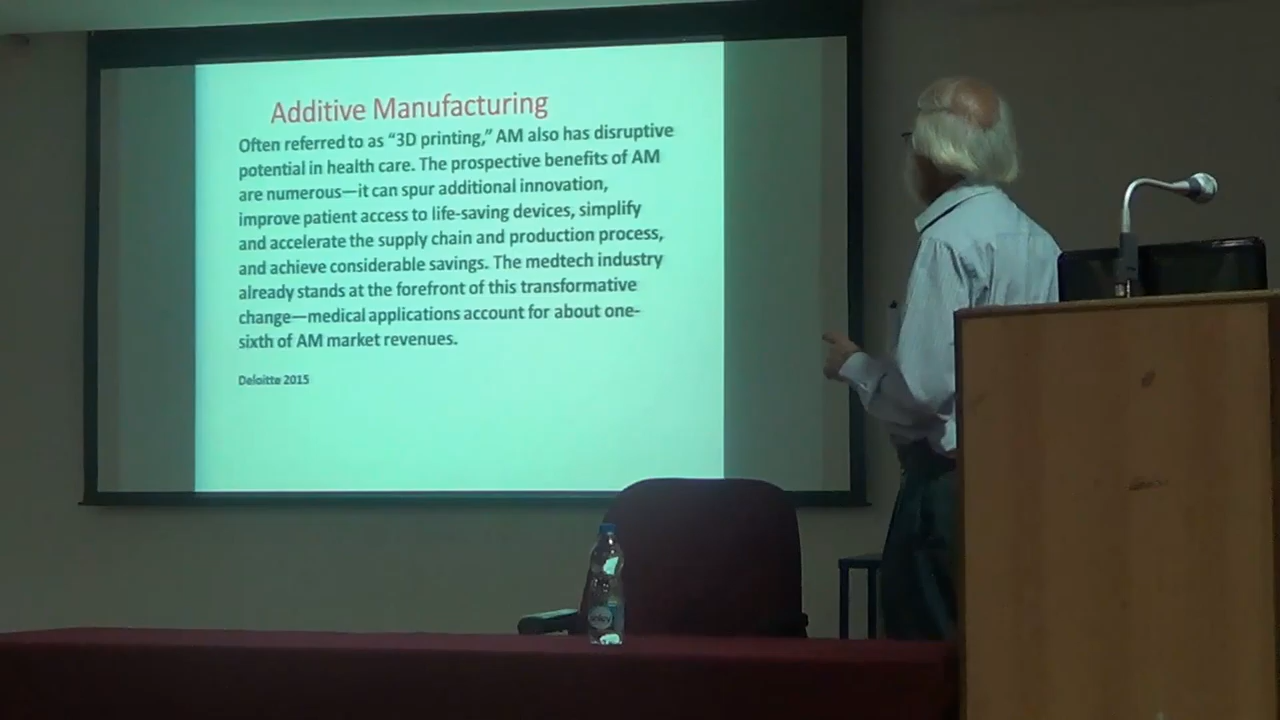 Additive Manufacturing
Often referred to as “3D printing,” AM also has disruptive
potential in health care. The prospective benefits of AM
are numerous—it can spur additional innovation,
improve patient access to life-saving devices, simplify
and accelerate the supply chain and production process,
and achieve considerable savings. The medtech industry
already stands at the forefront of this transformative
change—medical applications account for about one-
sixth of AM market revenues.
Deloitte 2015